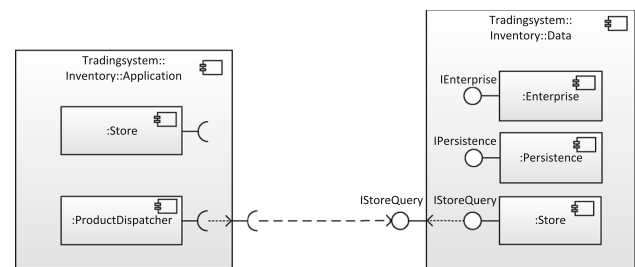 Tradingsystem::
Inventory::Application
:Store
:ProductDispatcher
Tradingsystem::
Inventory::Data
IEnterprise
:Enterprise
IPersistence
:Persistence
IStoreQuery
IStoreQuery
:Store